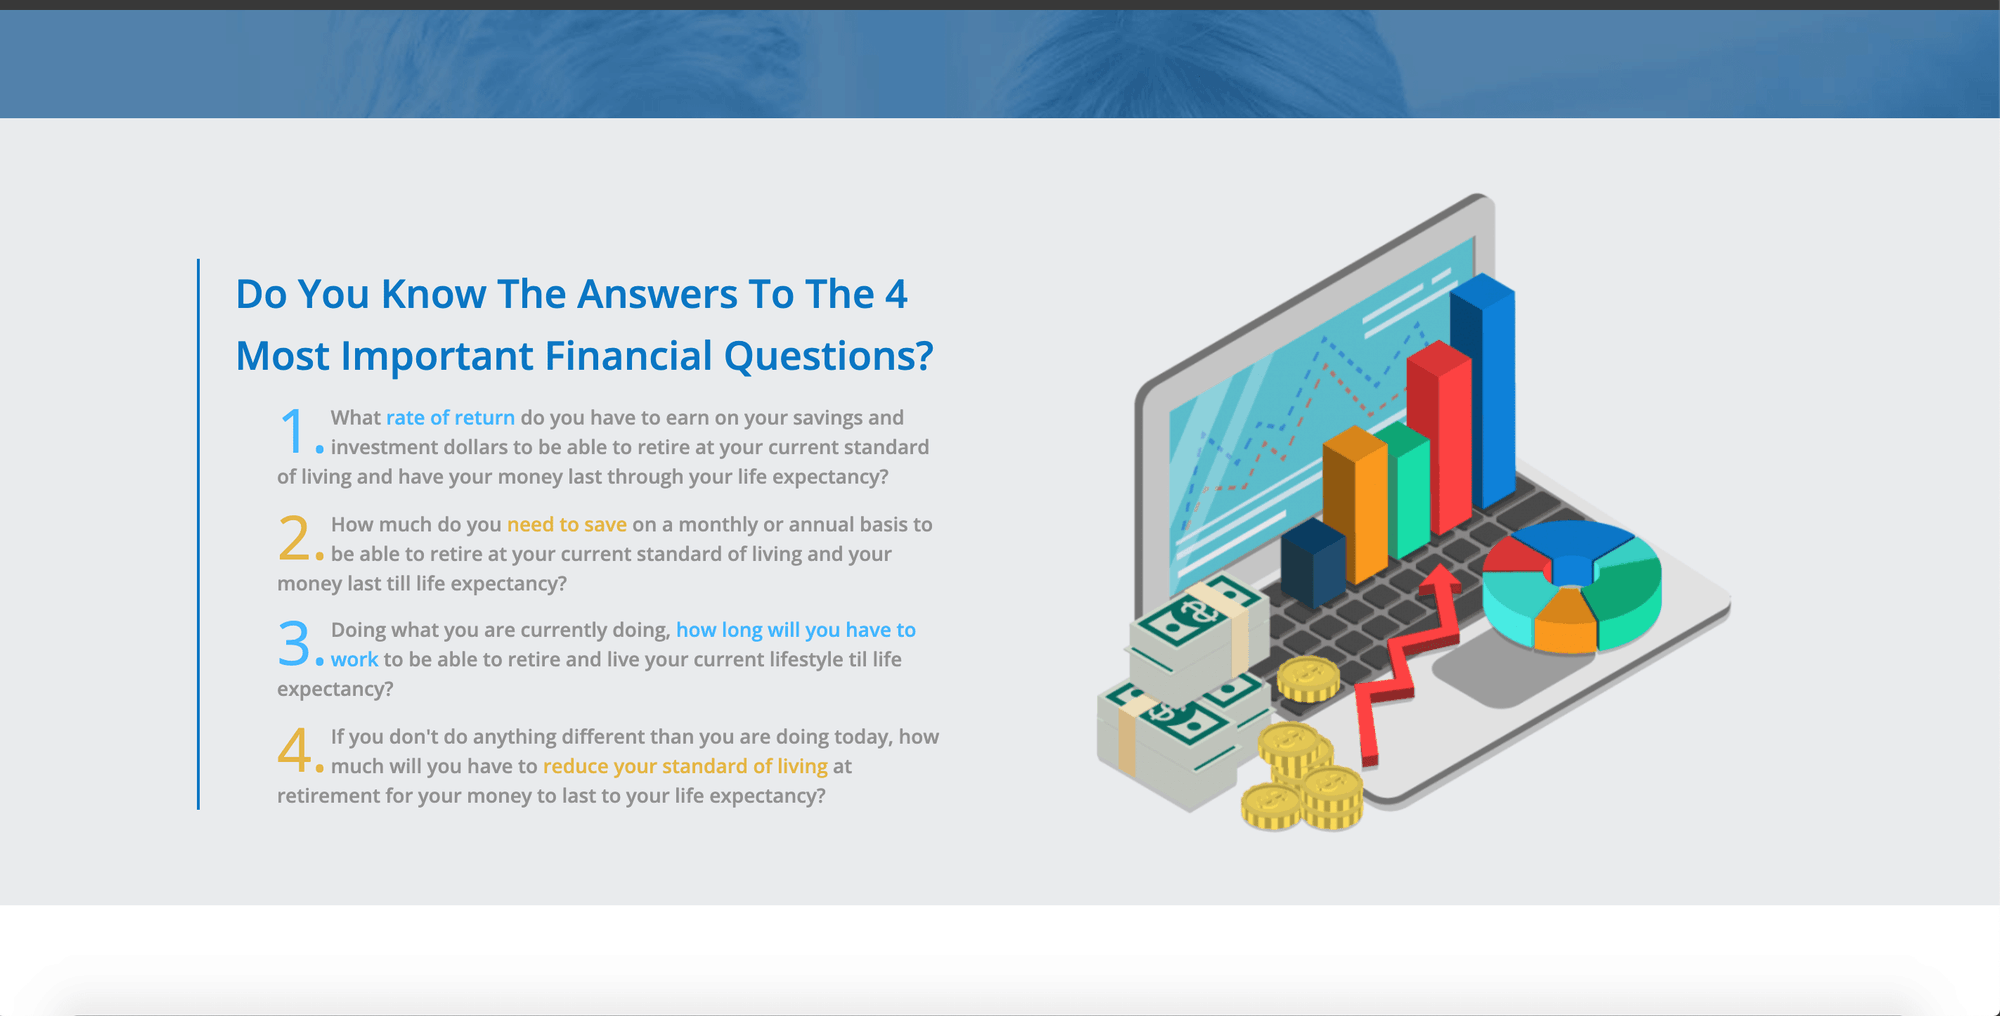 Do You Know The Answers To The 4
Most Important Financial Questions?
1. What rate of return do you have to earn on your savings and
investment dollars to be able to retire at your current standard
of living and have your money last through your life expectancy?
2. How much do you need to save on a monthly or annual basis to
be able to retire at your current standard of living and your
money last till life expectancy?
3. Doing what you are currently doing, how long will you have to
work to be able to retire and live your current lifestyle til life
expectancy?
4. If you don't do anything different than you are doing today, how
much will you have to reduce your standard of living at
retirement for your money to last to your life expectancy?